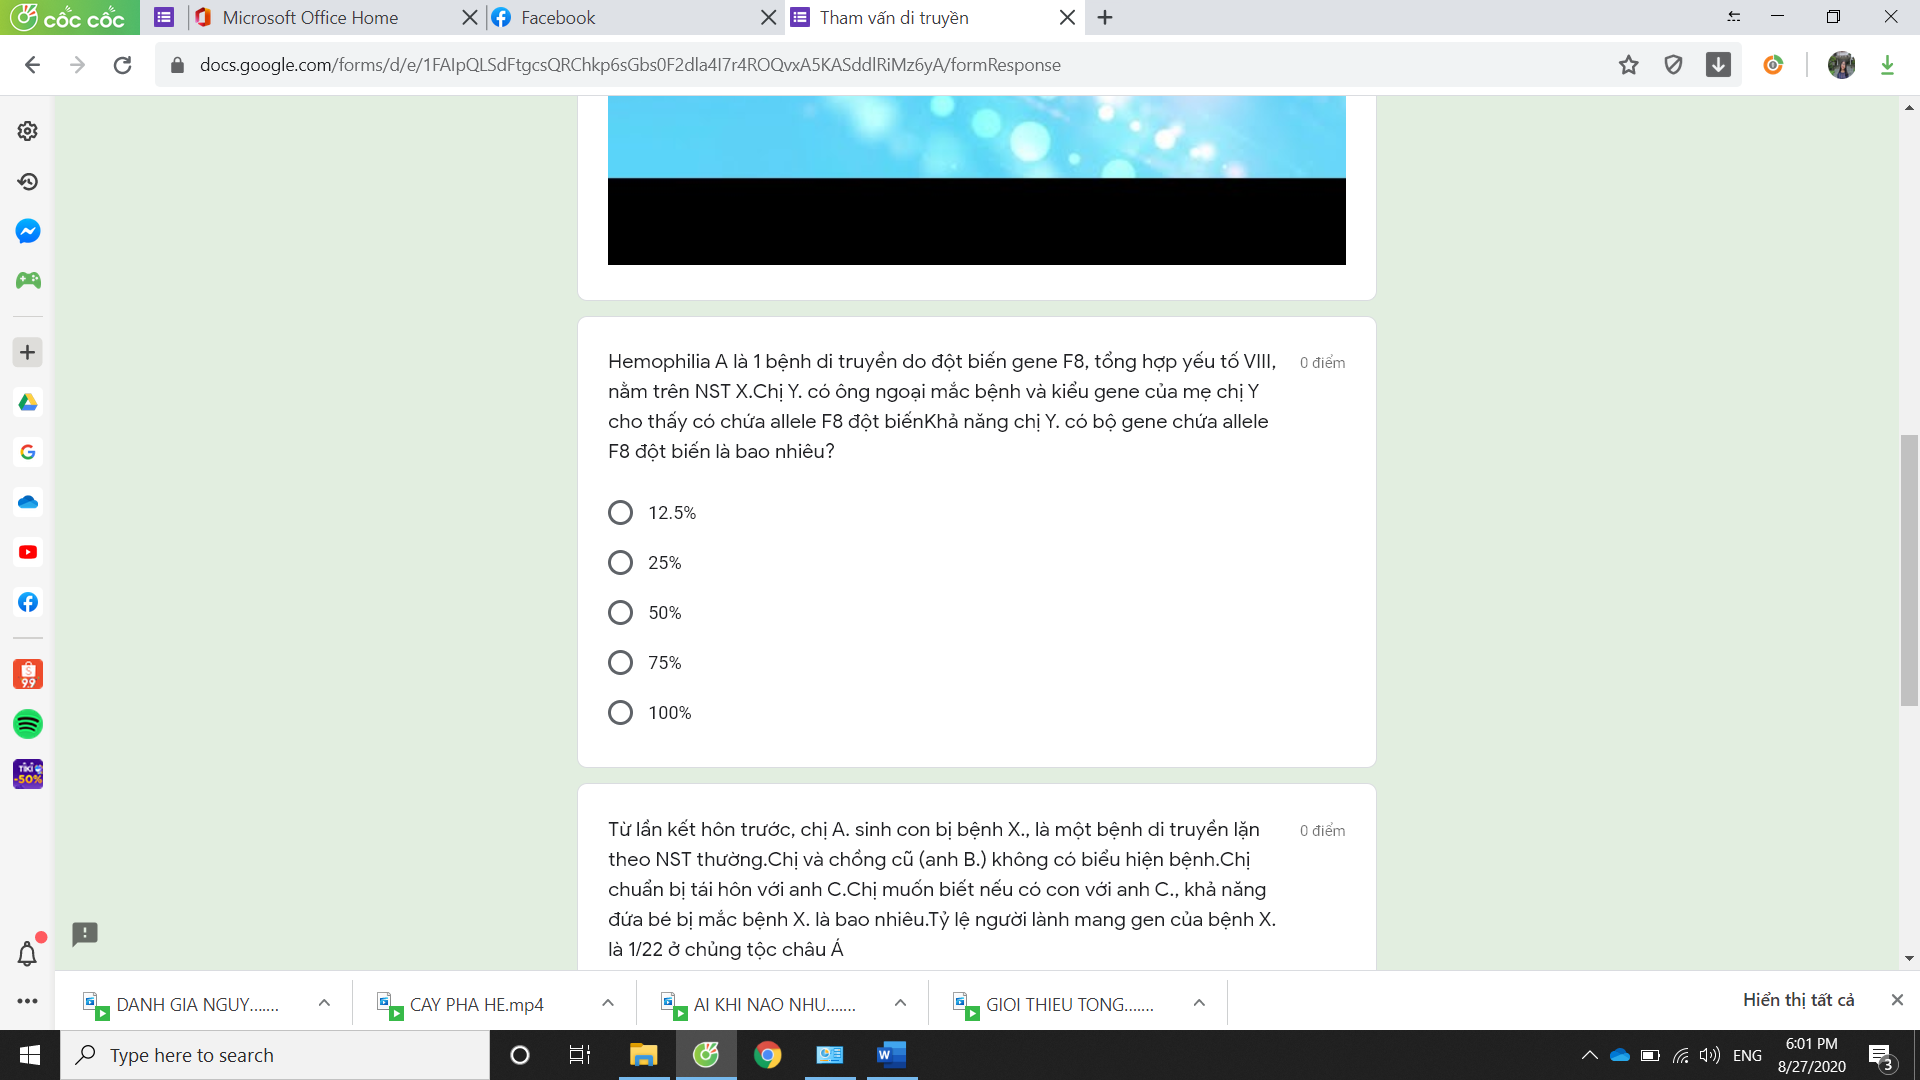 cốc cốc
Microsoft Office Home
Facebook
Tham vấn di truyền
docs.google.com/forms/d/e/1FAIpQLSdFtgcsQRChkp6sGbs0F2dla4I7r4ROQvxA5KASddlRiMz6yA/formResponse
Hemophilia A là 1 bệnh di truyền do đột biến gene F8, tổng hợp yếu tố VIII,
0 điểm
nằm trên NST X.Chị Y. có ông ngoại mắc bệnh và kiểu gene của mẹ chị Y
cho thấy có chứa allele F8 đột biếnKhả năng chị Y. có bộ gene chứa allele
F8 đột biến là bao nhiêu?
12.5%
25%
50%
75%
100%
9.9
TIKI
-50%
Từ lần kết hôn trước, chị A. sinh con bị bệnh X., là một bệnh di truyền lặn
0 điểm
theo NST thường.Chị và chồng cũ (anh B.) không có biểu hiện bệnh.Chị
chuẩn bị tái hôn với anh C.Chị muốn biết nếu có con với anh C., khả năng
đứa bé bị mắc bệnh X. là bao nhiêu.Tỷ lệ người lành mang gen của bệnh X.
là 1/22 ở chủng tộc châu Á
DANH GIA NGUY.......
CAY PHA HE.mp4
AI KHI NAO NHU.......
GIOI THIEU TONG.......
Hiển thị tất cả
Type here to search
ENG
6:01 PM
8/27/2020
3